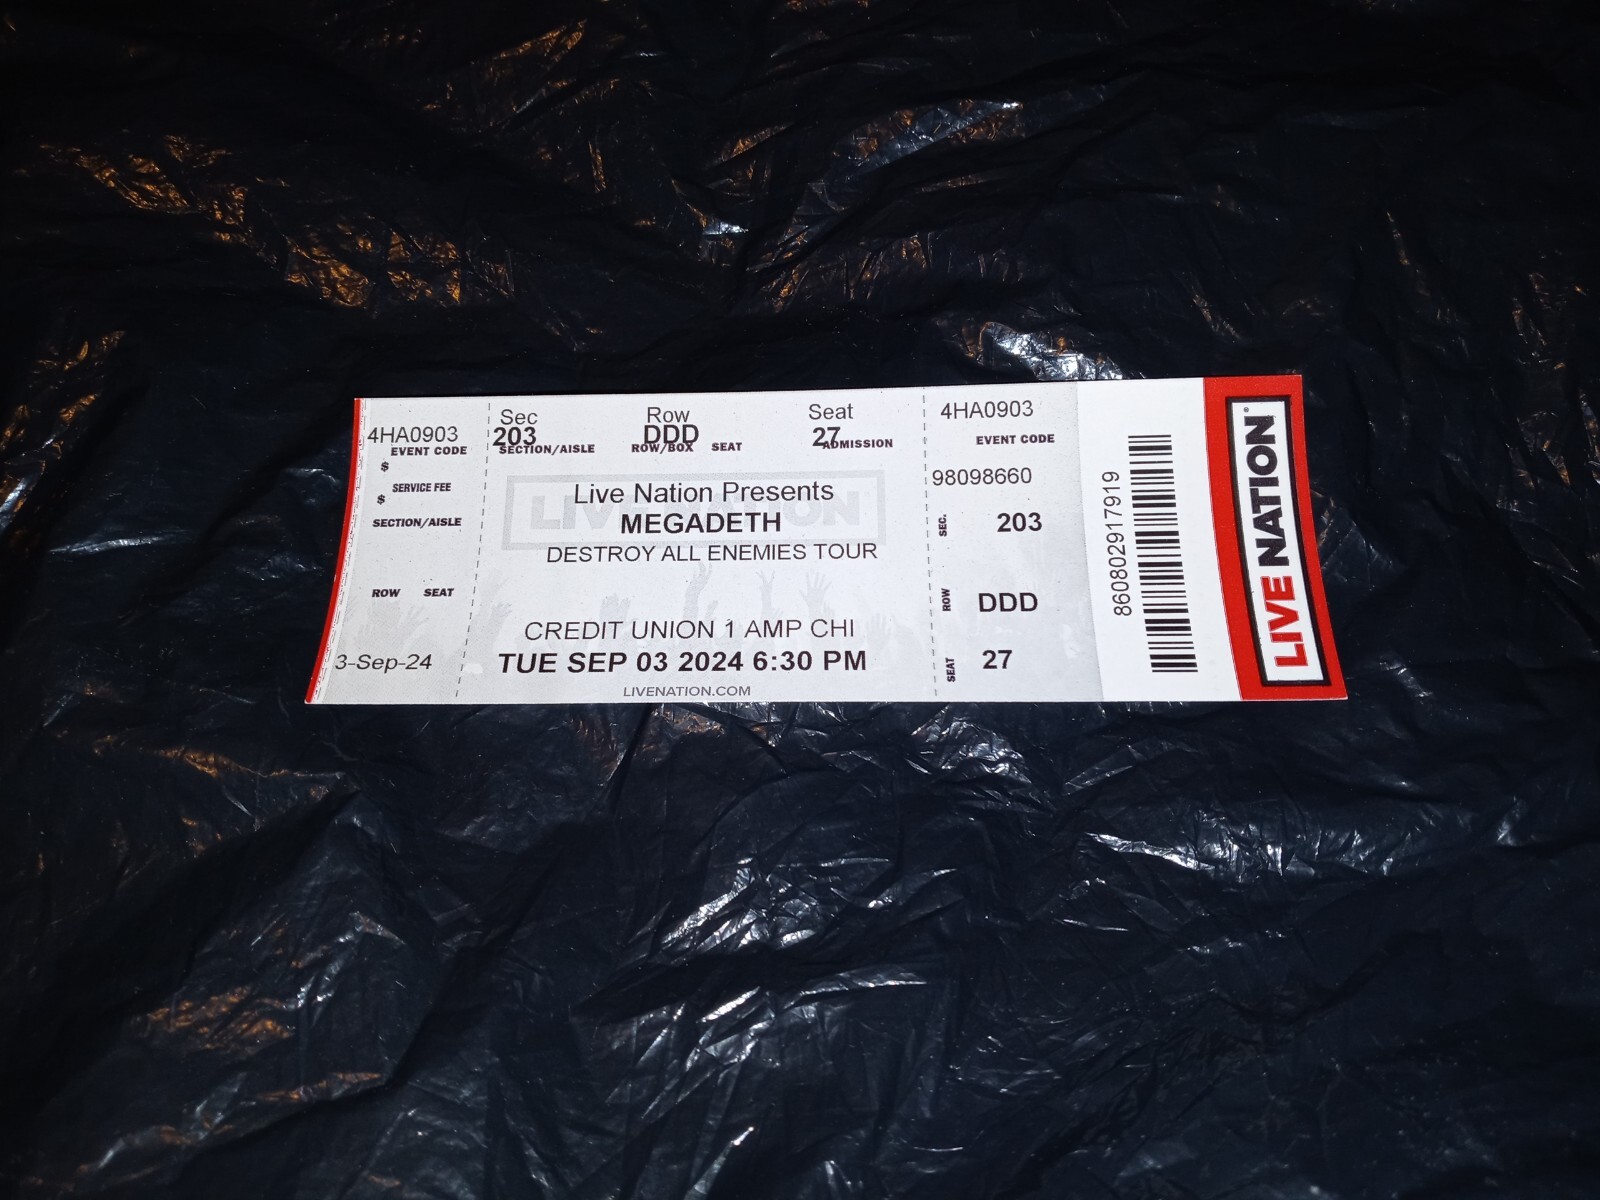 4HA0903
EVENT CODE
$
SERVICE FEE
$
SECTION/AISLE
ROW SEAT
3-Sep-24
Sec Row Seat
203 DDD 27
SECTION/AISLE ROW/BOX SEAT ADMISSION
LIVE NATION
Live Nation Presents
MEGADETH
DESTROY ALL ENEMIES TOUR
CREDIT UNION 1 AMP CHI
TUE SEP 03 2024 6:30 PM
LIVENATION.COM
4HA0903
EVENT CODE
98098660
SEC. 203
ROW DDD
SEAT 27
860802917919
LIVE NATION®